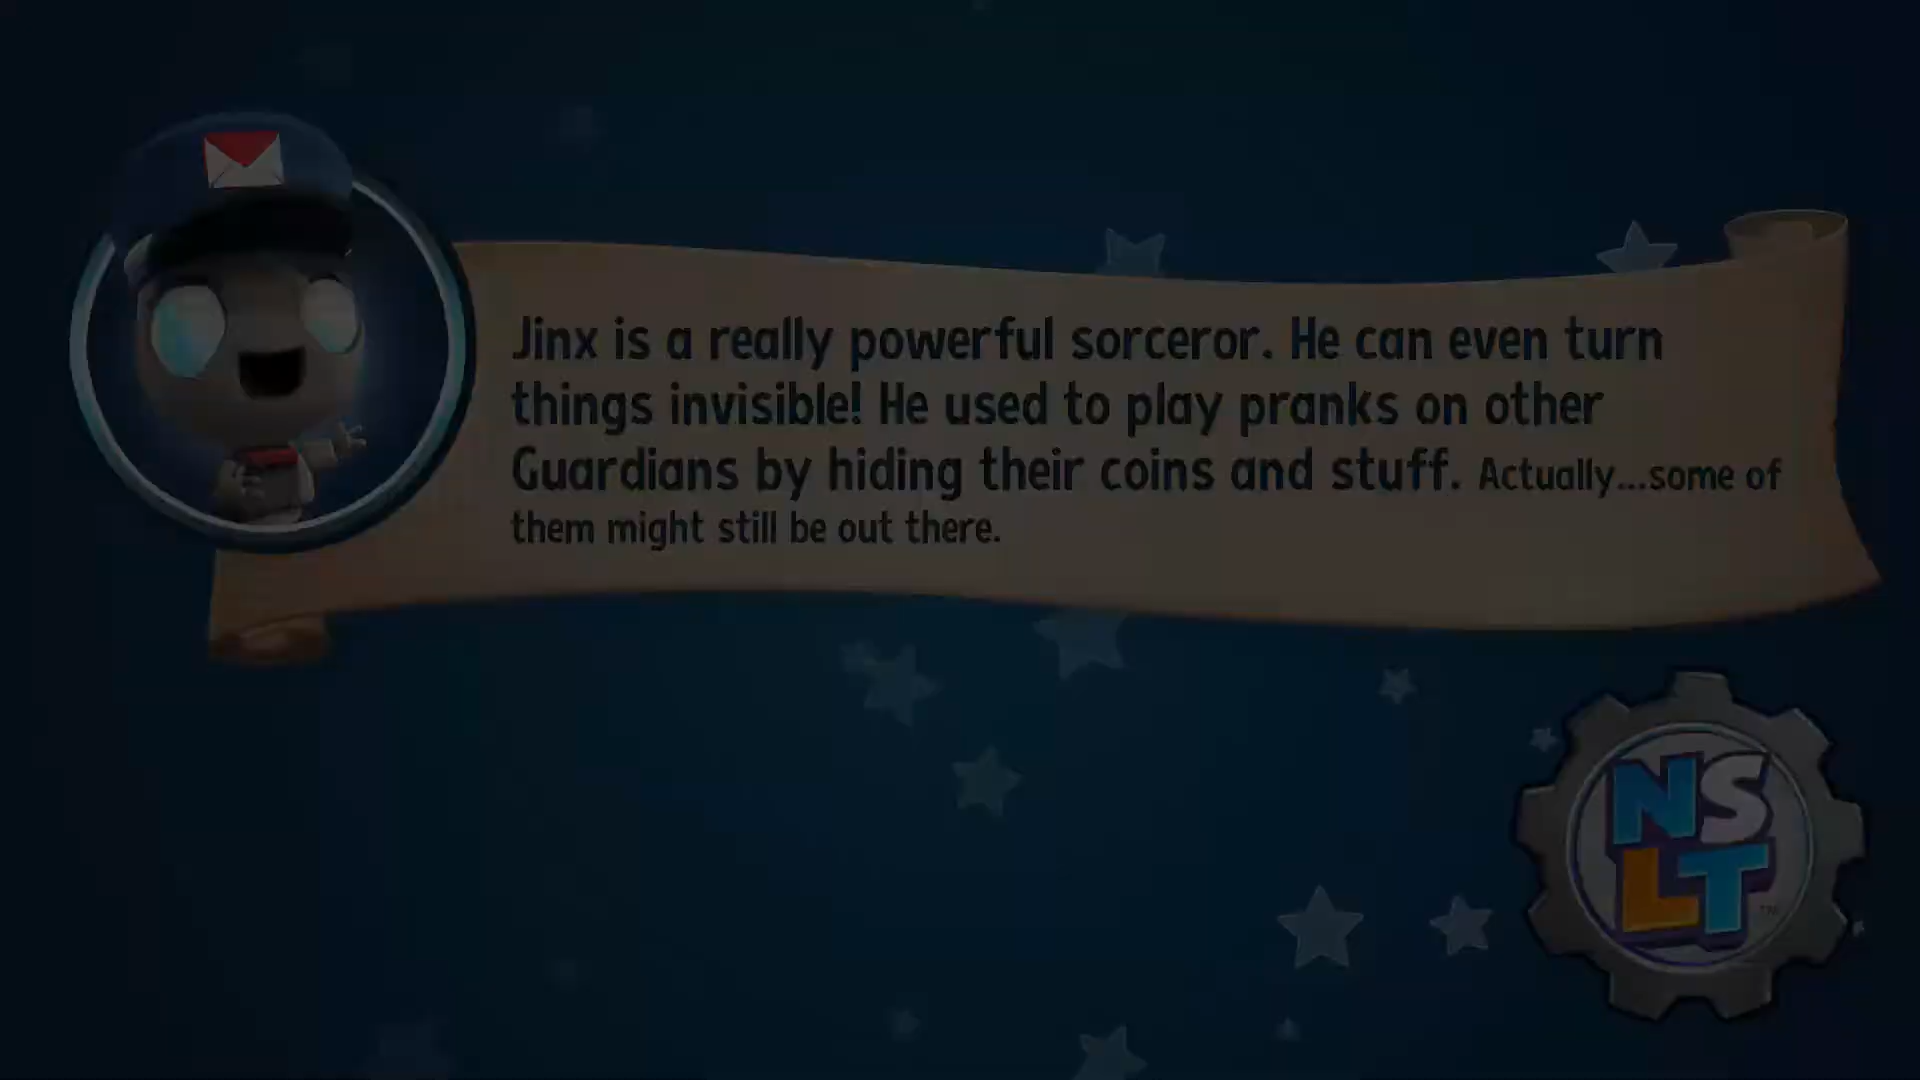 Jinx is a really powerful sorceror. He can even turn
things invisible! He used to play pranks on other
Guardians by hiding their coins and stuff. Actually...some of
them might still be out there.
NS
LT™